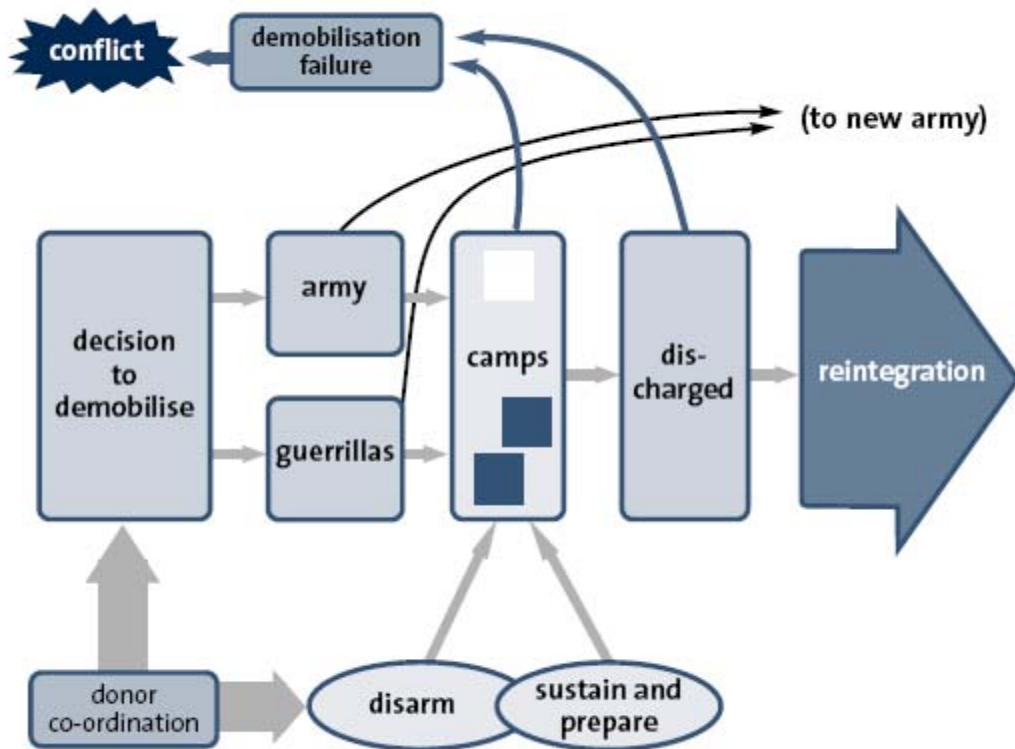 conflict
demobilisation
failure
(to new army)
decision
to
demobilise
army
guerrillas
camps
dis-
charged
reintegration
donor
co-ordination
disarm
sustain and
prepare